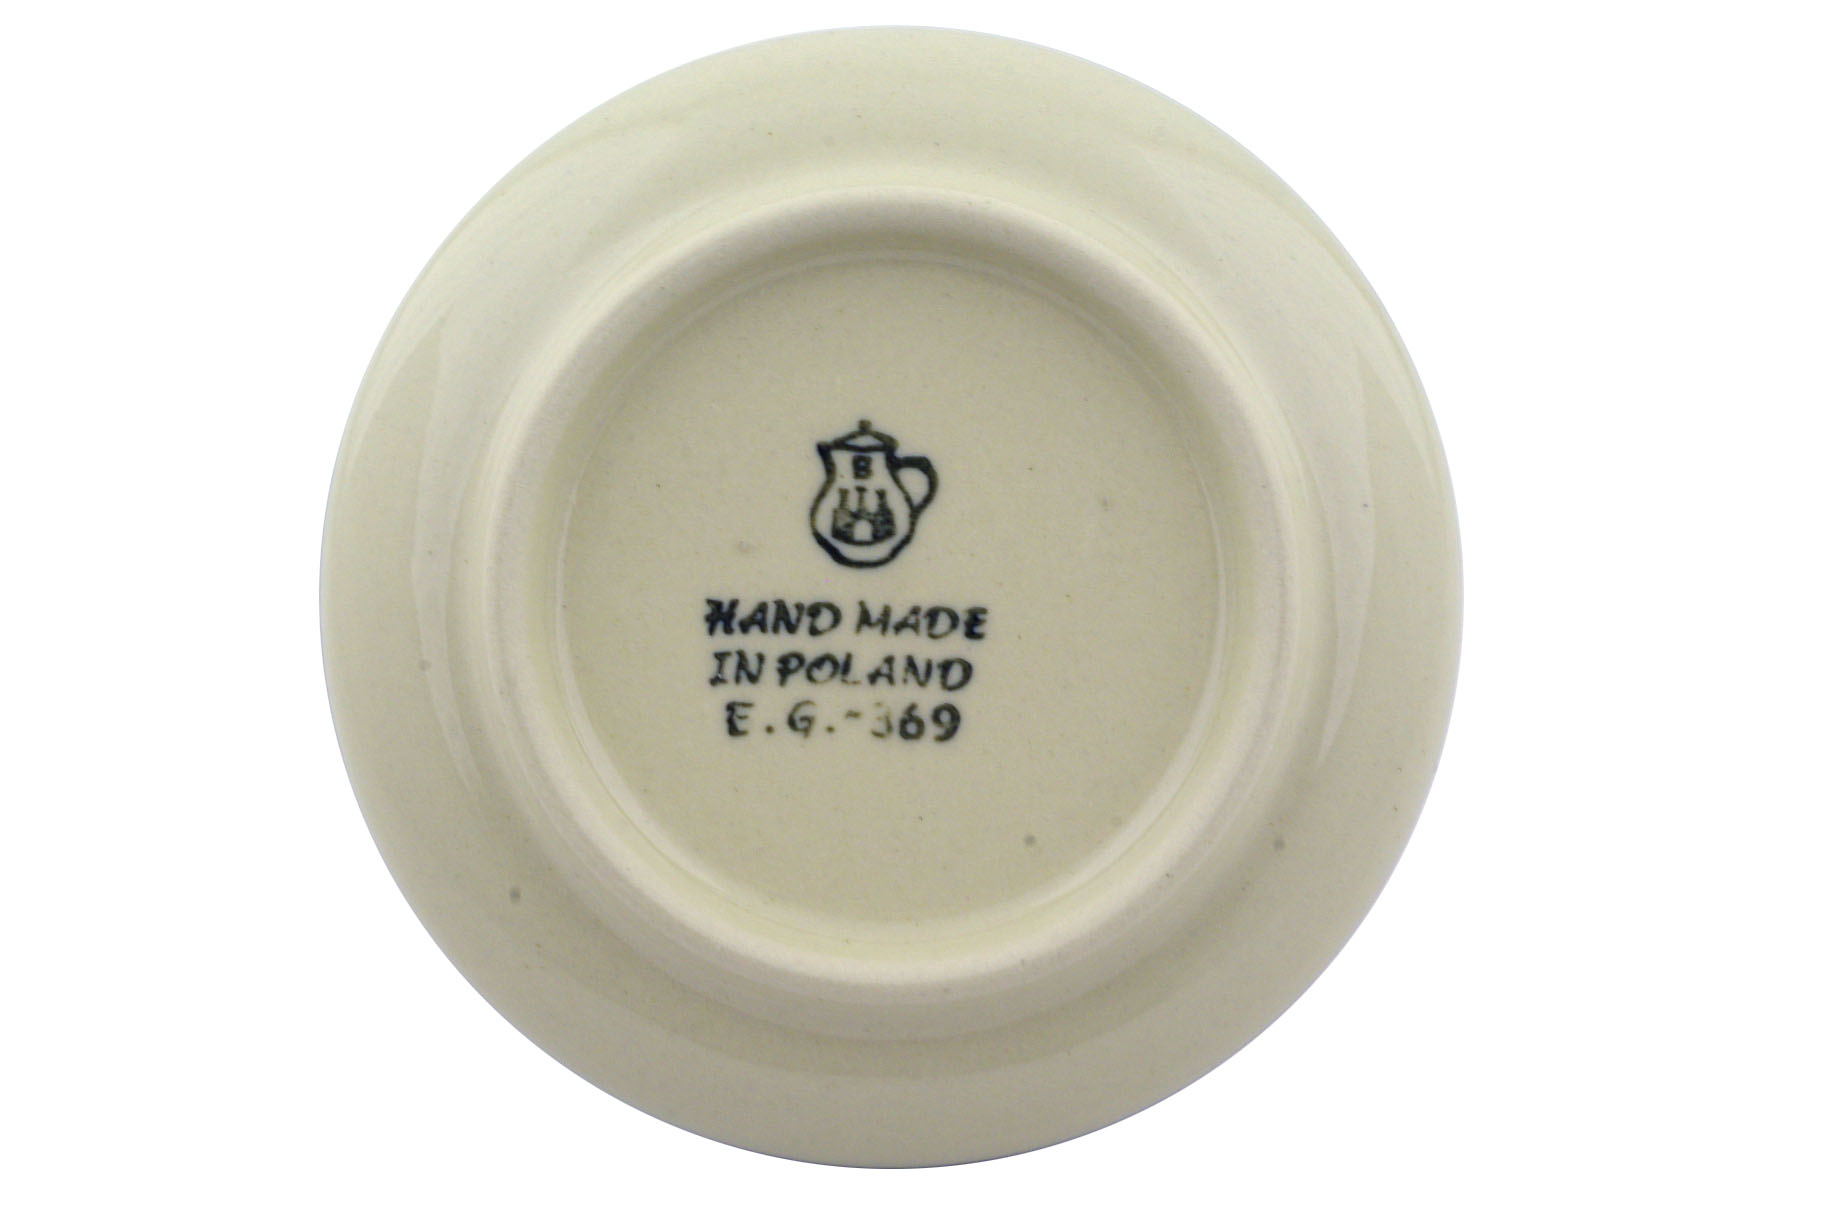 B
HAND MADE
IN POLAND
E.G.-369